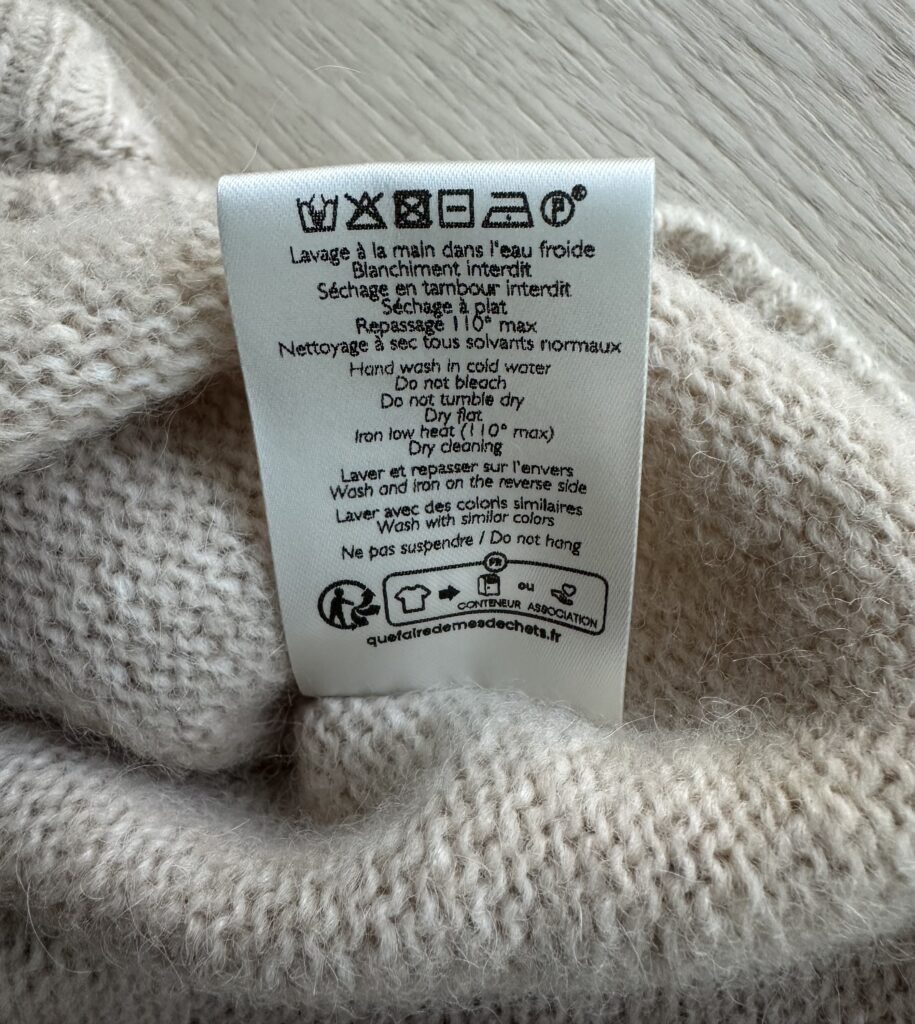 P
Lavage à la main dans l'eau froide
Blanchiment interdit
Séchage en tambour interdit
Séchage à plat
Repassage 110° max
Nettoyage à sec tous solvants normaux
Hand wash in cold water
Do not bleach
Do not tumble dry
Dry flat
Iron low heat (110° max)
Dry cleaning
Laver et repasser sur l'envers
Wash and iron on the reverse side
Laver avec des coloris similaires
Wash with similar colors
Ne pas suspendre / Do not hang
FR
ou
CONTENEUR ASSOCIATION
quefairedemesdechets.fr